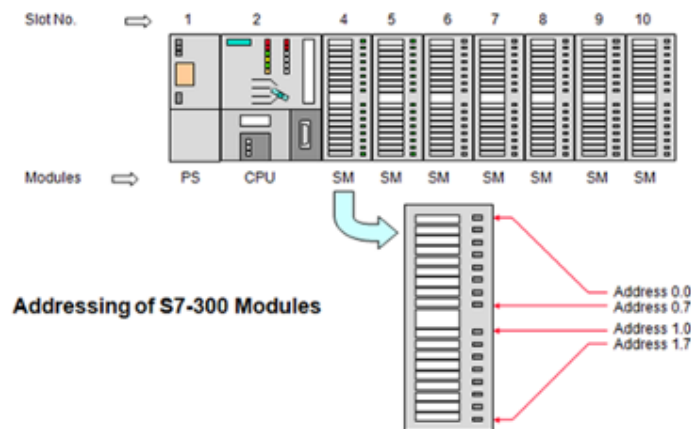 Slot No. 1 2 4 5 6 7 8 9 10
Modules PS CPU SM SM SM SM SM SM SM
Addressing of S7-300 Modules
Address 0.0
Address 0.7
Address 1.0
Address 1.7